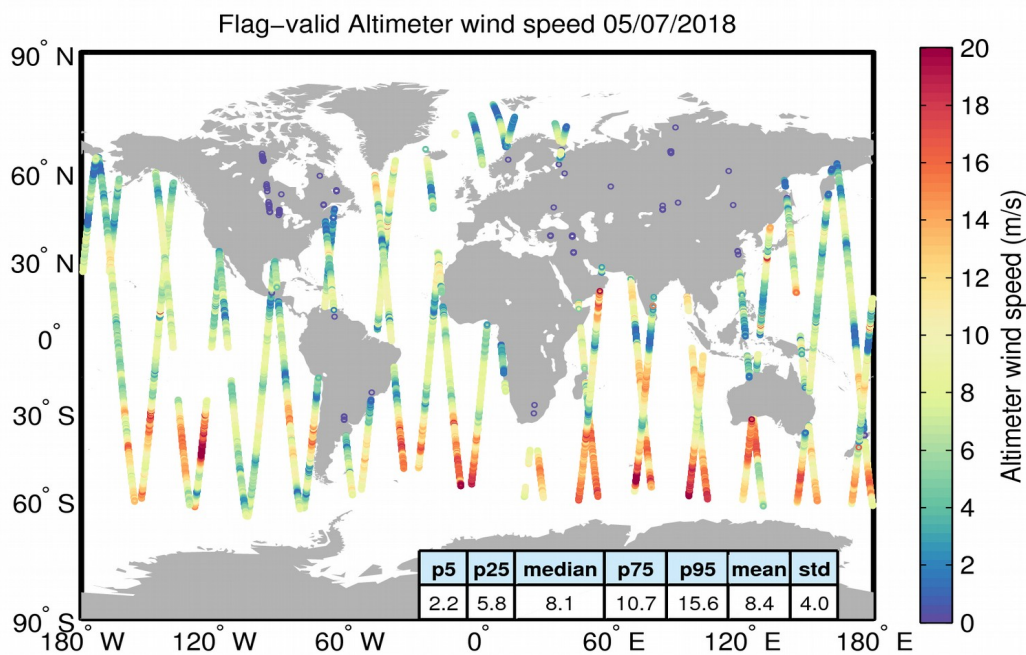 Flag−valid Altimeter wind speed 05/07/2018
90° N
60° N
30° N
0°
30° S
60° S
90° S
180° W
120° W
60° W
0°
60° E
120° E
180° E
p5 p25 median p75 p95 mean std
2.2 5.8 8.1 10.7 15.6 8.4 4.0
20
18
16
14
12
10
8
6
4
2
0
Altimeter wind speed (m/s)